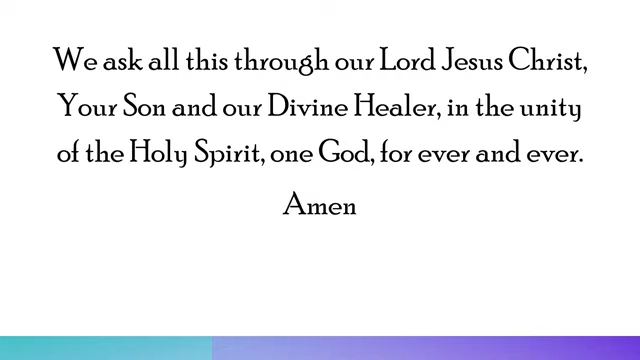 We ask all this through our Lord Jesus Christ,
Your Son and our Divine Healer, in the unity
of the Holy Spirit, one God, for ever and ever.
Amen